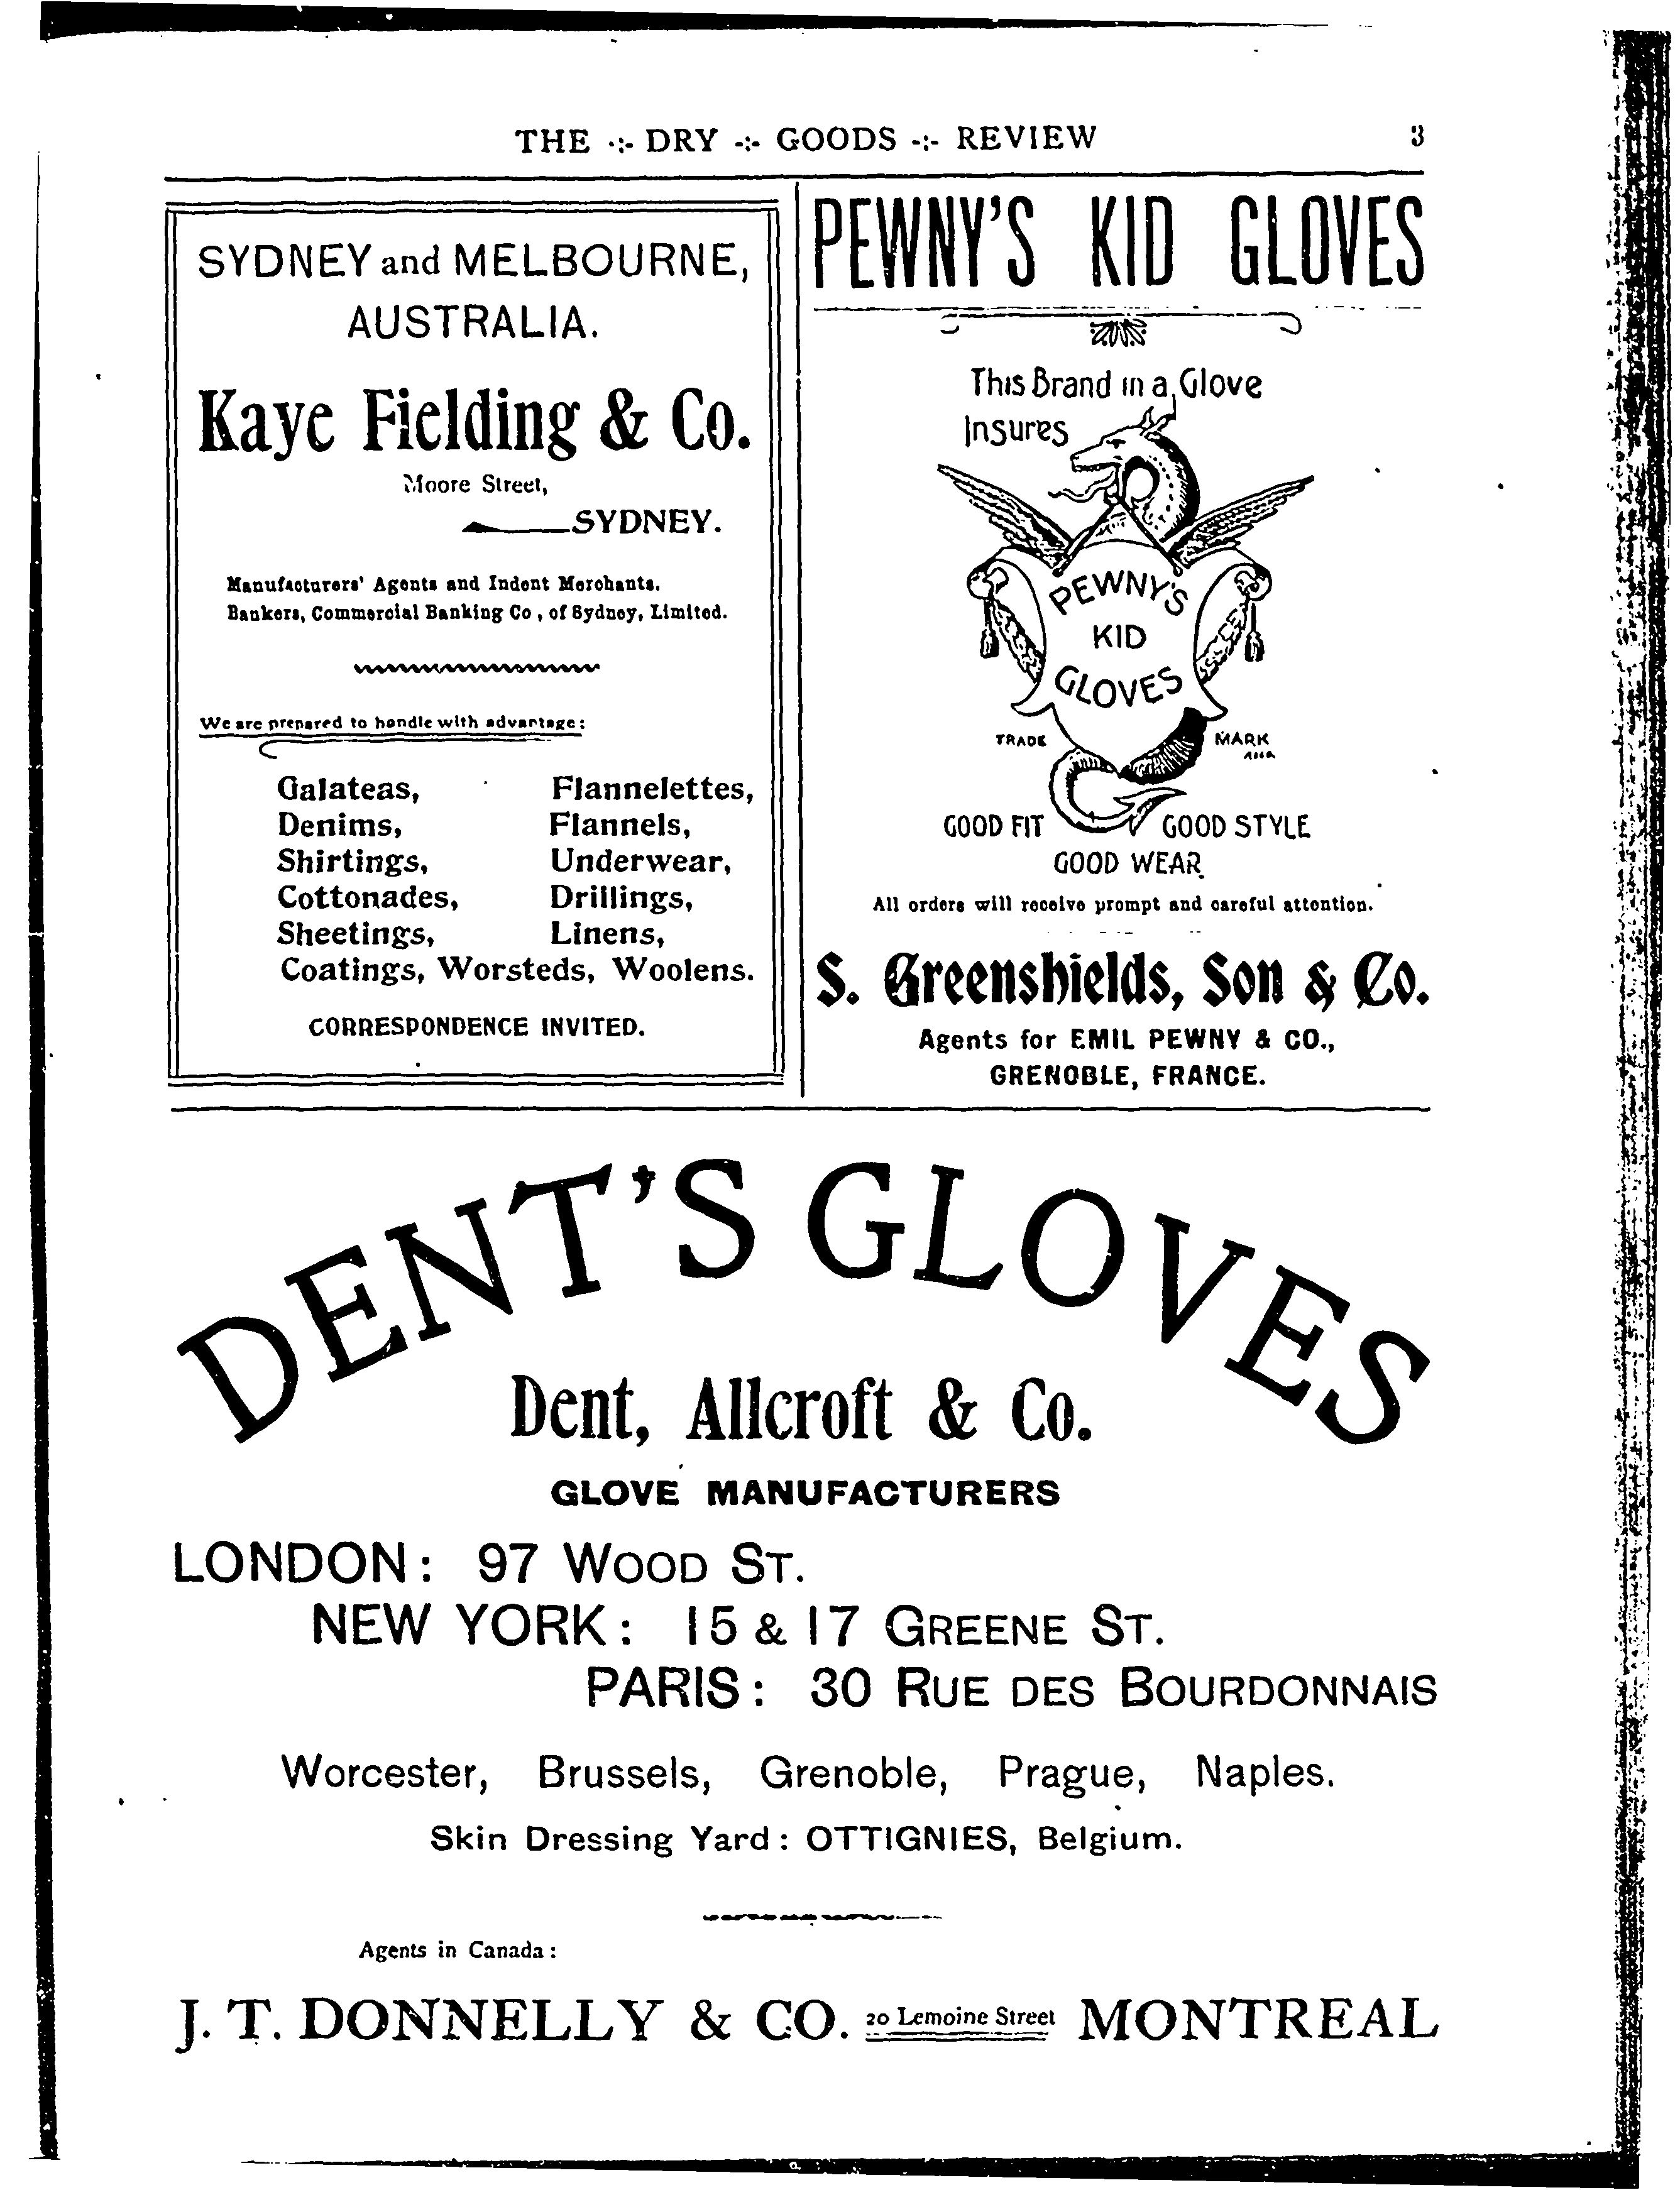 THE -:- DRY -:- GOODS -:- REVIEW 3
SYDNEY and MELBOURNE,
AUSTRALIA.
Kaye Fielding & Co.
Moore Street,
SYDNEY.
Manufacturers' Agents and Indent Merchants.
Bankers, Commercial Banking Co, of Sydney, Limited.
We are prepared to handle with advantage:
Galateas, Flannelettes,
Denims, Flannels,
Shirtings, Underwear,
Cottonades, Drillings,
Sheetings, Linens,
Coatings, Worsteds, Woolens.
CORRESPONDENCE INVITED.
PEWNY'S KID GLOVES
This Brand in a Glove
Insures
PEWNY'S
KID
GLOVES
TRADE MARK
GOOD FIT GOOD STYLE
GOOD WEAR.
All orders will receive prompt and careful attention.
S. Greenshields, Son & Co.
Agents for EMIL PEWNY & CO.,
GRENOBLE, FRANCE.
DENT'S GLOVES
Dent, Allcroft & Co.
GLOVE MANUFACTURERS
LONDON: 97 WOOD ST.
NEW YORK: 15 & 17 GREENE ST.
PARIS: 30 RUE DES BOURDONNAIS
Worcester, Brussels, Grenoble, Prague, Naples.
Skin Dressing Yard: OTTIGNIES, Belgium.
Agents in Canada:
J. T. DONNELLY & CO. 20 Lemoine Street MONTREAL